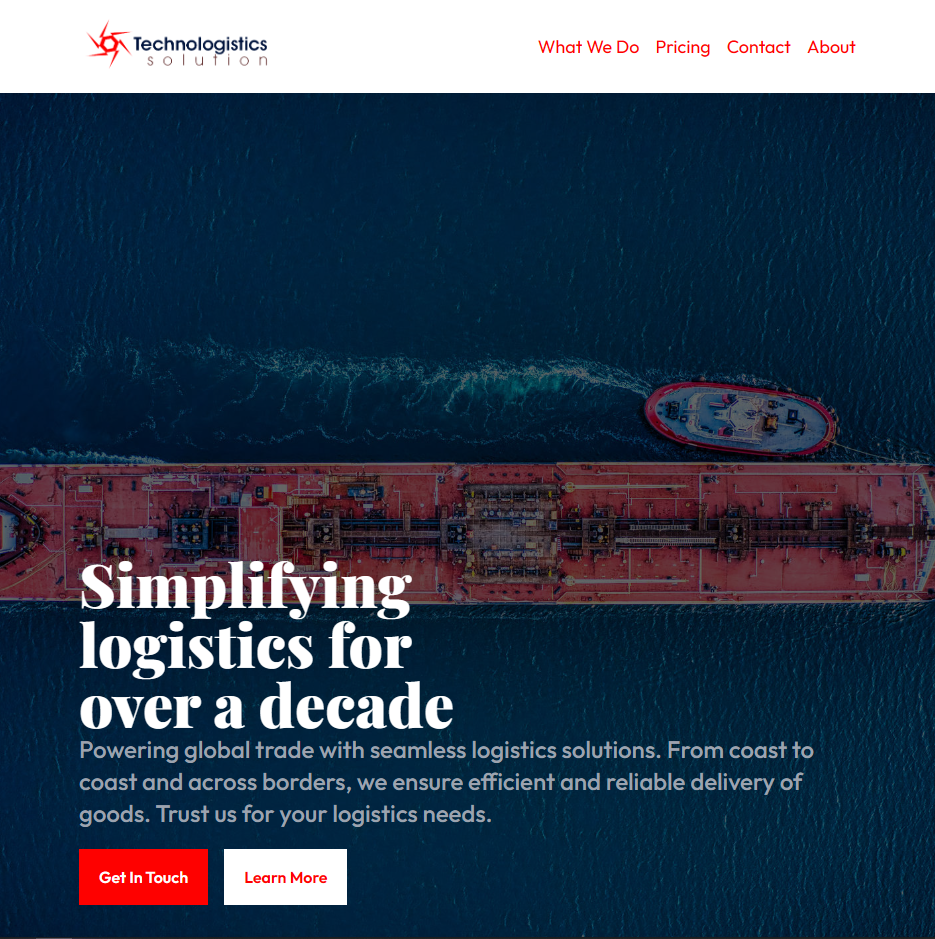 Technologistics
solution
What We Do Pricing Contact About
Simplifying
logistics for
over a decade
Powering global trade with seamless logistics solutions. From coast to
coast and across borders, we ensure efficient and reliable delivery of
goods. Trust us for your logistics needs.
Get In Touch Learn More